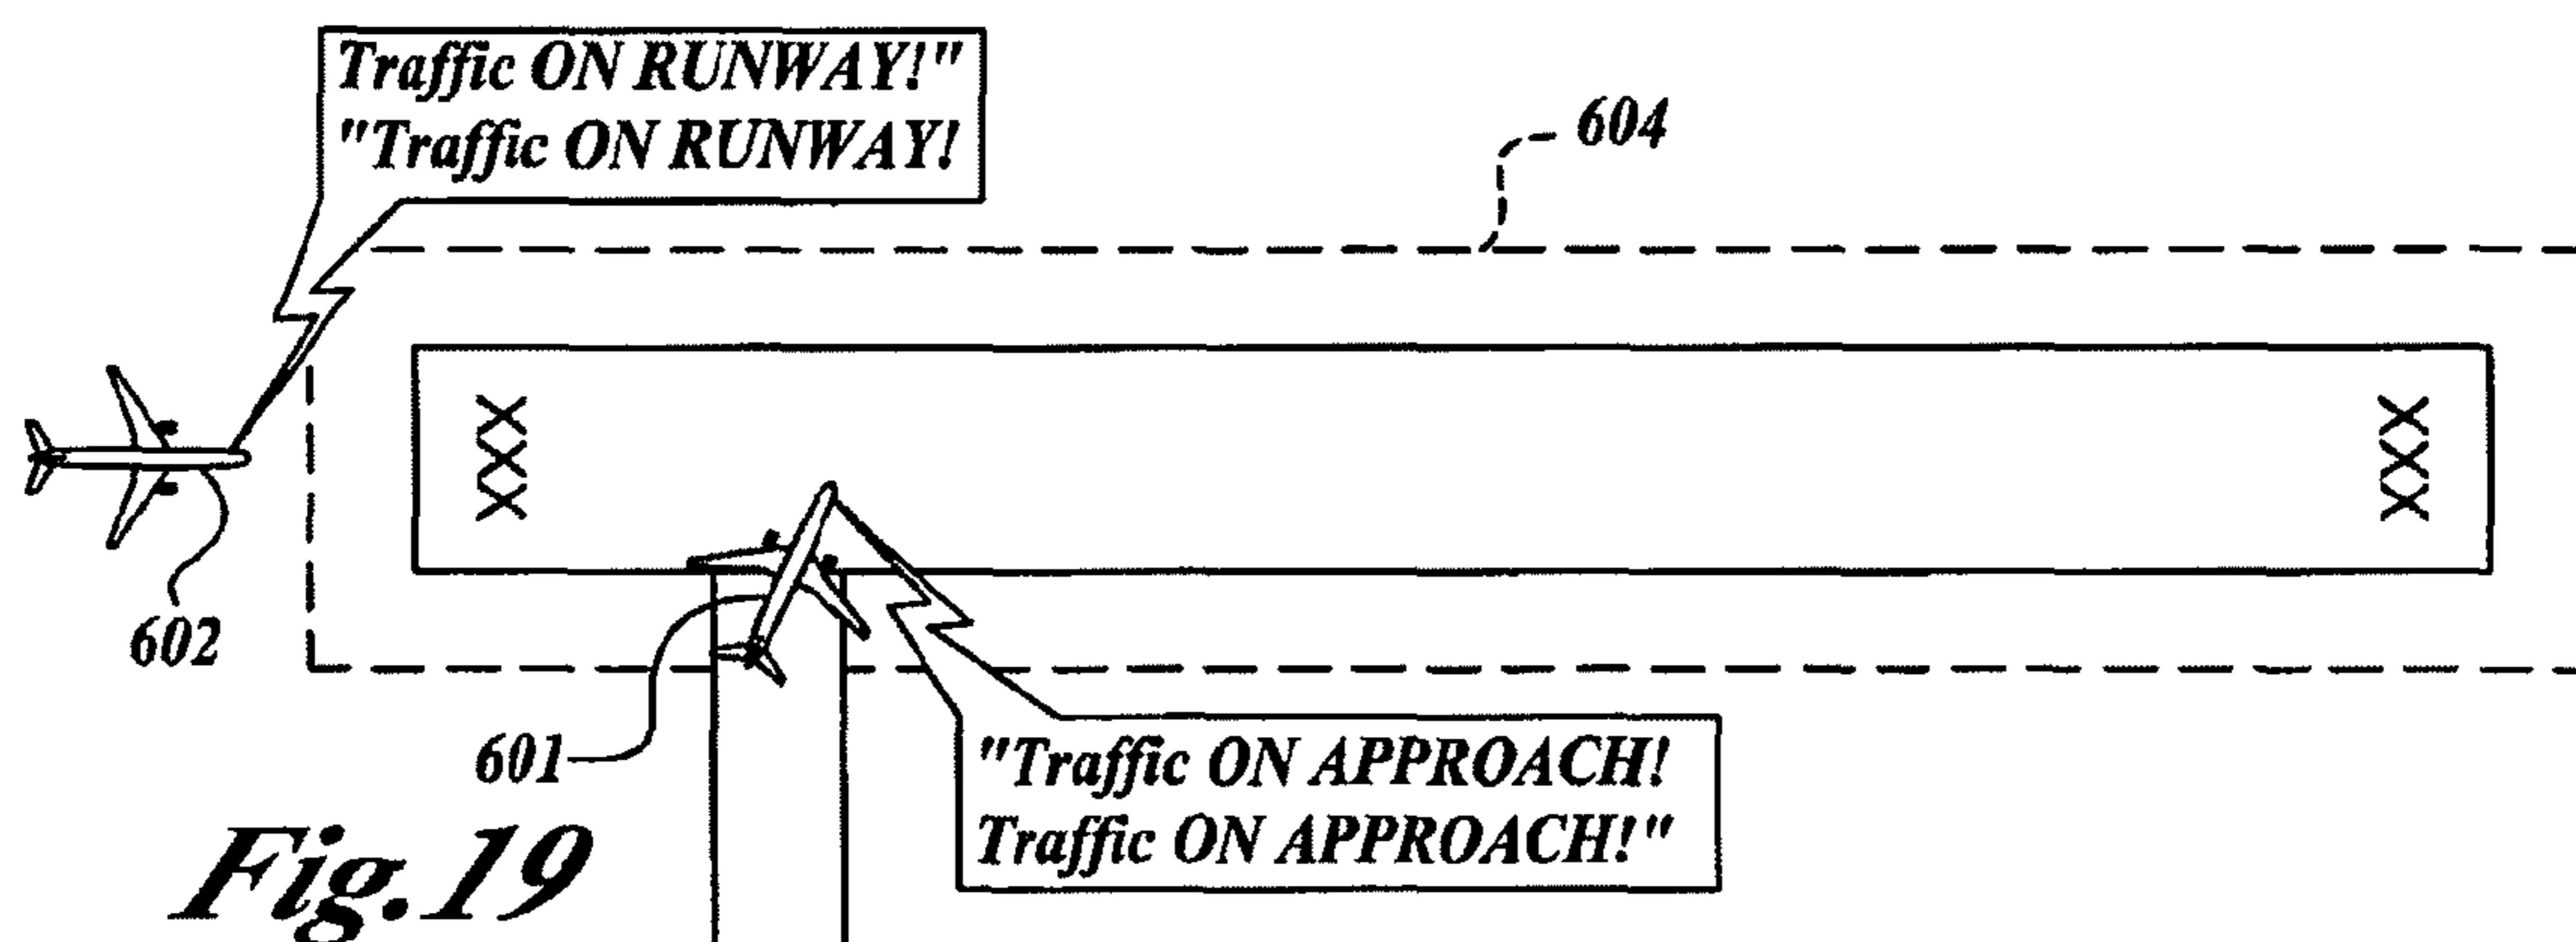 Traffic ON RUNWAY!"
"Traffic ON RUNWAY!
604
XXX
XXX
602
601
"Traffic ON APPROACH!
Traffic ON APPROACH!"
Fig.19